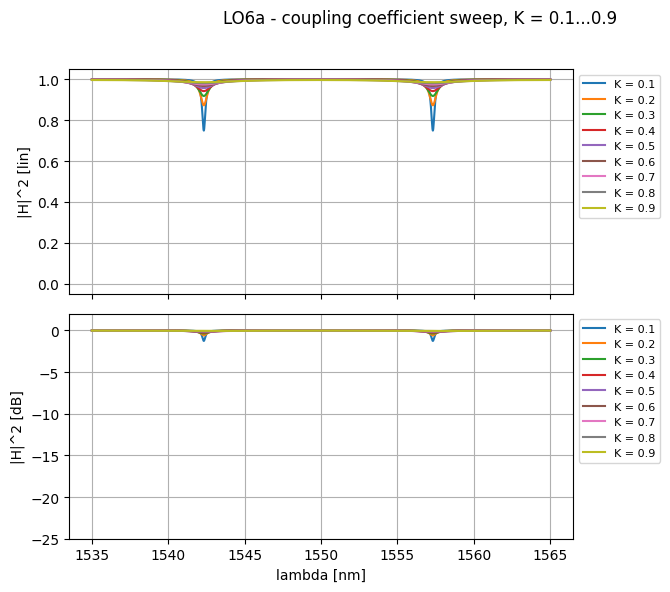 LO6a - coupling coefficient sweep, K = 0.1...0.9
|H|^2 [lin]
1.0
0.8
0.6
0.4
0.2
0.0
K = 0.1
K = 0.2
K = 0.3
K = 0.4
K = 0.5
K = 0.6
K = 0.7
K = 0.8
K = 0.9
|H|^2 [dB]
0
−5
−10
−15
−20
−25
K = 0.1
K = 0.2
K = 0.3
K = 0.4
K = 0.5
K = 0.6
K = 0.7
K = 0.8
K = 0.9
1535 1540 1545 1550 1555 1560 1565
lambda [nm]